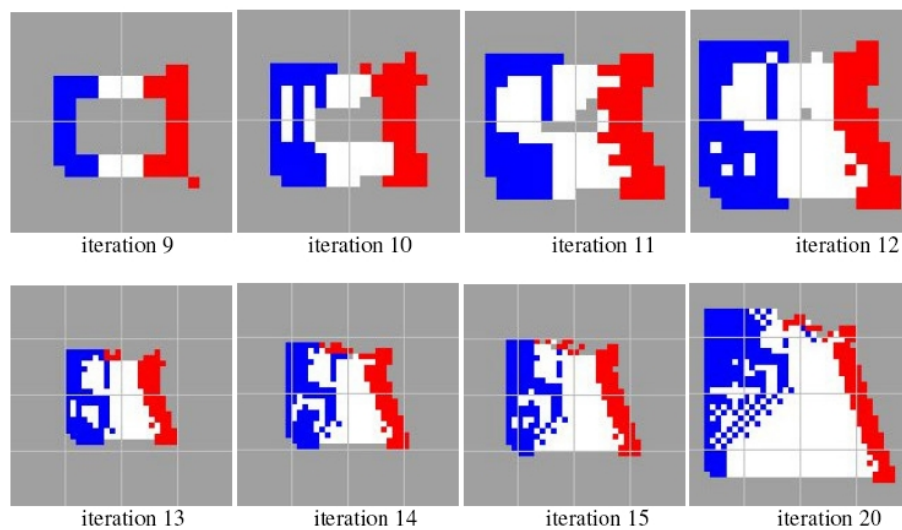 iteration 9
iteration 10
iteration 11
iteration 12
iteration 13
iteration 14
iteration 15
iteration 20